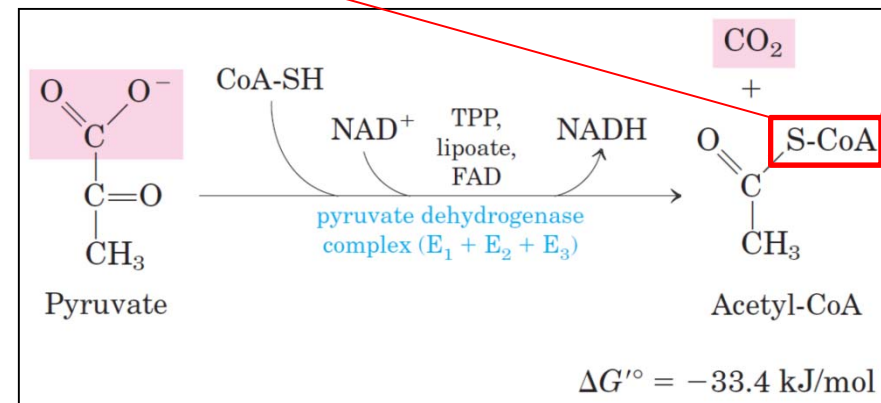 CO₂
+
CoA-SH
NAD⁺
TPP,
lipoate,
FAD
NADH
O
O⁻
C
C=O
CH₃
Pyruvate
pyruvate dehydrogenase
complex (E₁ + E₂ + E₃)
O
S-CoA
C
CH₃
Acetyl-CoA
ΔG′° = −33.4 kJ/mol